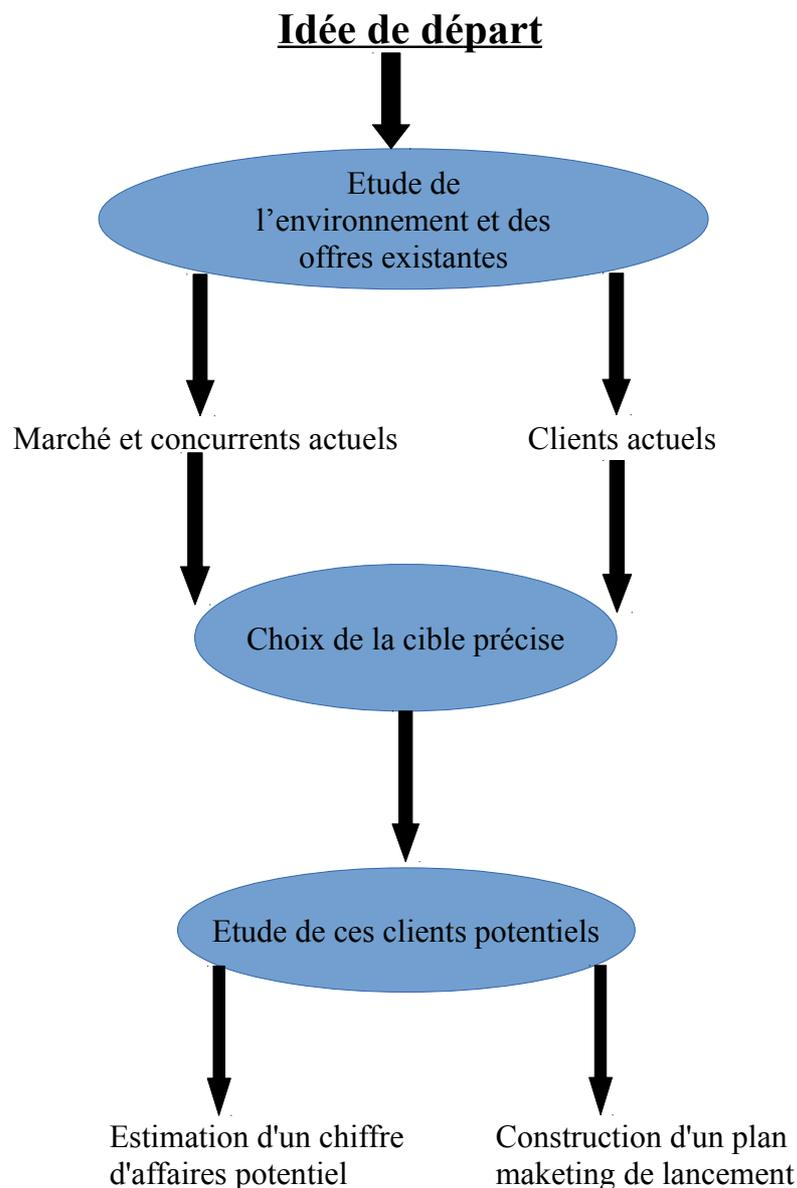 Idée de départ
Etude de
l’environnement et des
offres existantes
Marché et concurrents actuels
Clients actuels
Choix de la cible précise
Etude de ces clients potentiels
Estimation d'un chiffre
d'affaires potentiel
Construction d'un plan
maketing de lancement